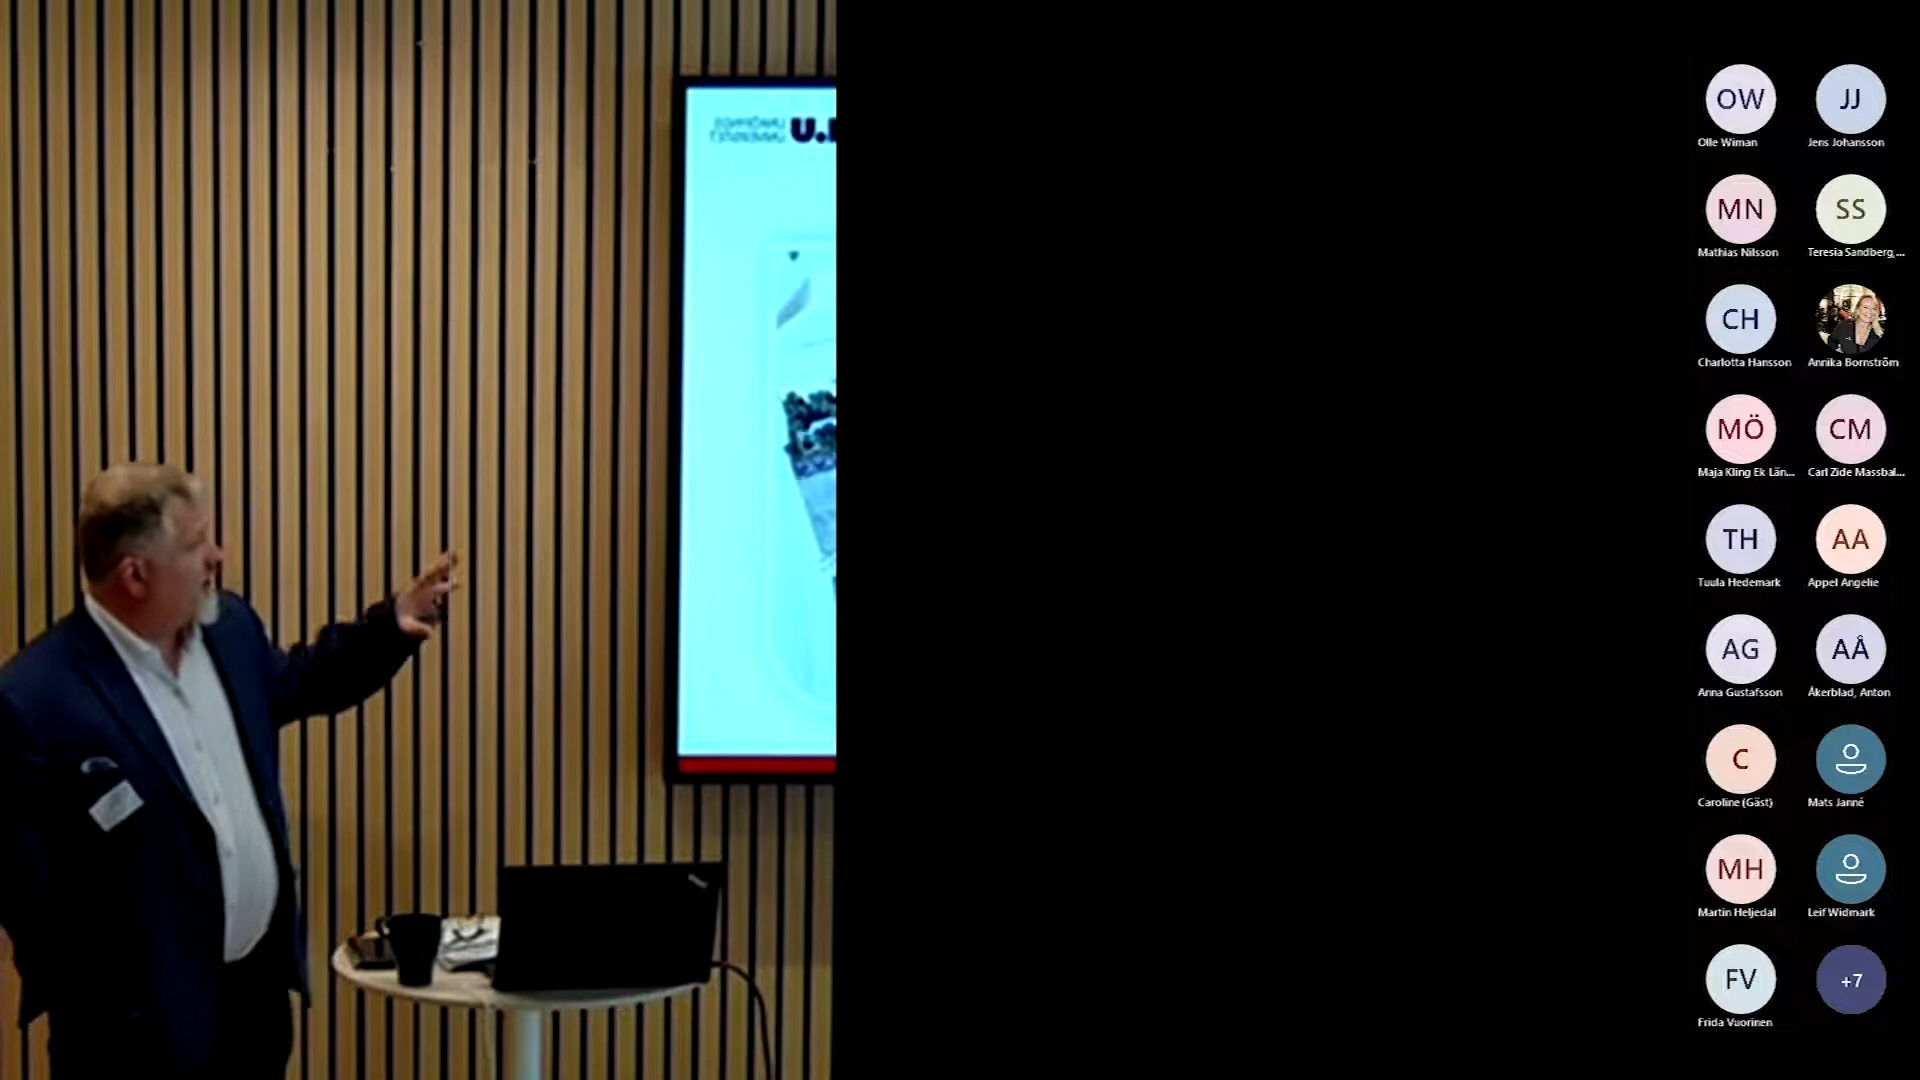 OW
JJ
Olle Wiman
Jens Johansson
MN
SS
Mathias Nilsson
Teresia Sandberg,...
CH
Charlotta Hansson
Annika Bornström
MÖ
CM
Maja Kling Ek Län...
Carl Zide Massbal...
TH
AA
Tuula Hedemark
Appel Angelie
AG
AÅ
Anna Gustafsson
Åkerblad, Anton
C
Caroline (Gäst)
Mats Janné
MH
Martin Heljedal
Leif Widmark
FV
+7
Frida Vuorinen